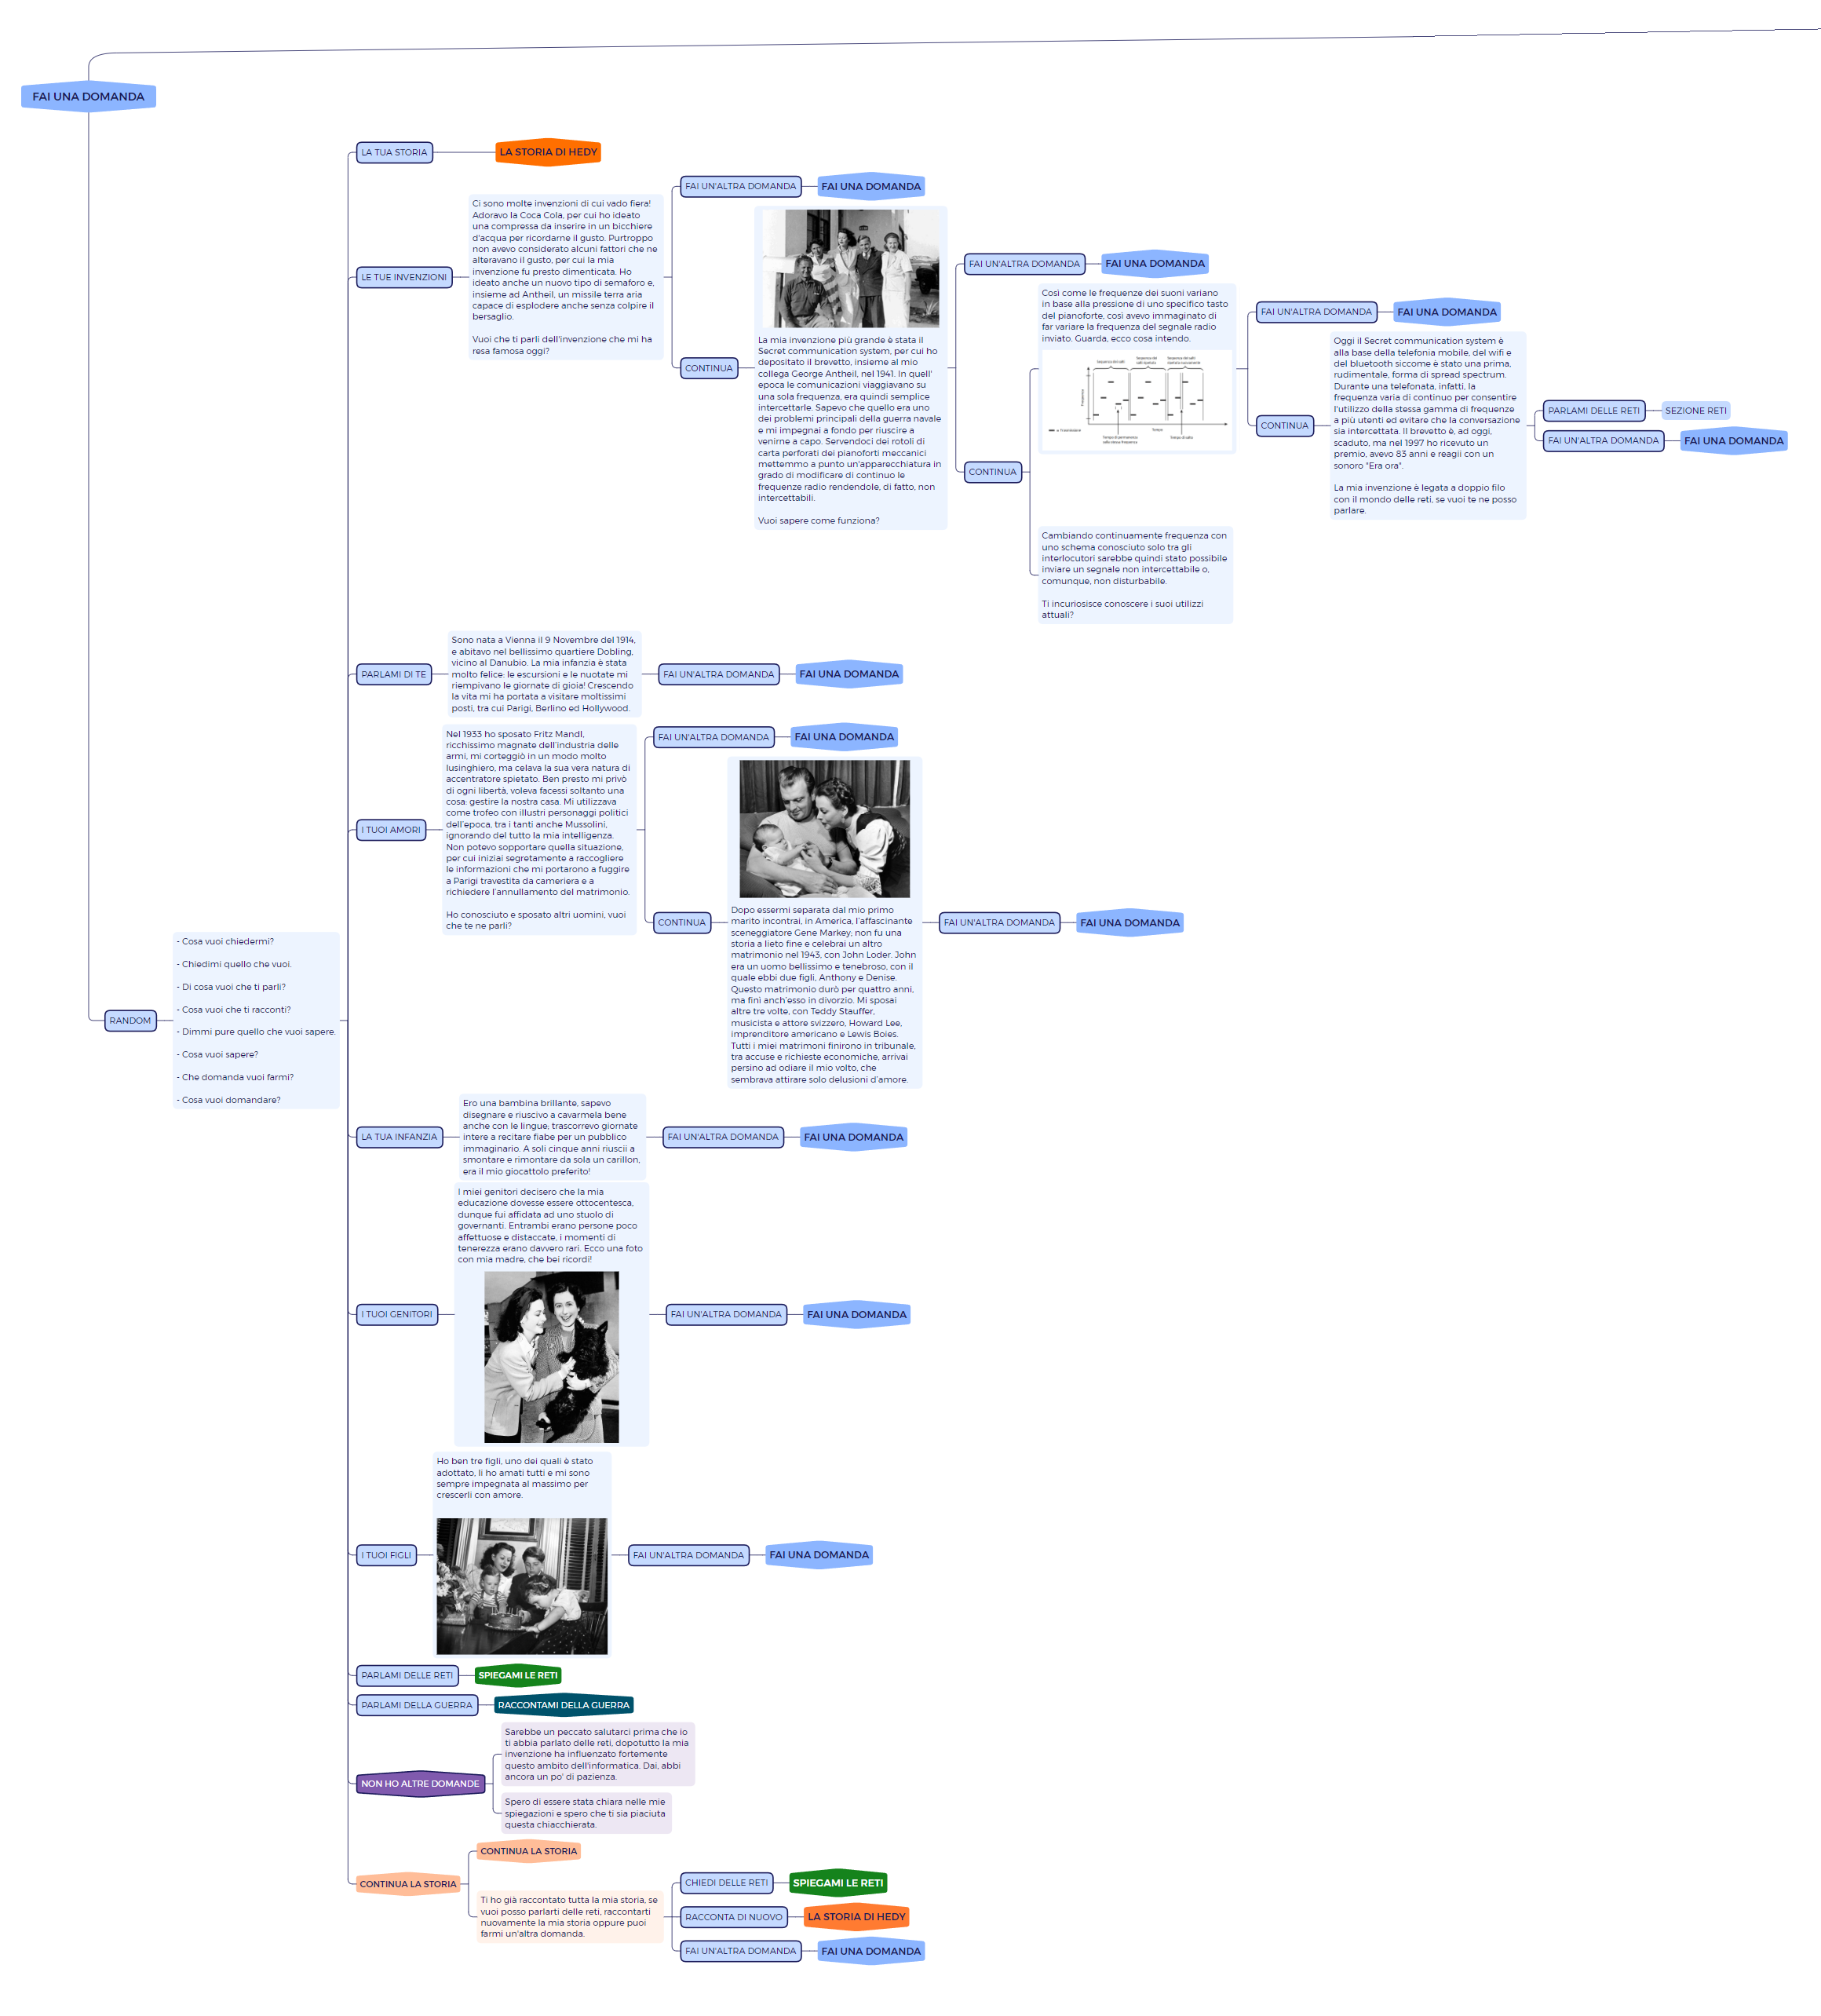 FAI UNA DOMANDA
RANDOM
- Cosa vuoi chiedermi?
- Chiedimi quello che vuoi.
- Di cosa vuoi che ti parli?
- Cosa vuoi che ti racconti?
- Dimmi pure quello che vuoi sapere.
- Cosa vuoi sapere?
- Che domanda vuoi farmi?
- Cosa vuoi domandare?
LA TUA STORIA
LA STORIA DI HEDY
LE TUE INVENZIONI
Ci sono molte invenzioni di cui vado fiera!
Adoravo la Coca Cola, per cui ho ideato
una compressa da inserire in un bicchiere
d'acqua per ricordarne il gusto. Purtroppo
non avevo considerato alcuni fattori che ne
alteravano il gusto, per cui la mia
invenzione fu presto dimenticata. Ho
ideato anche un nuovo tipo di semaforo e,
insieme ad Antheil, un missile terra aria
capace di esplodere anche senza colpire il
bersaglio.
Vuoi che ti parli dell'invenzione che mi ha
resa famosa oggi?
FAI UN'ALTRA DOMANDA
FAI UNA DOMANDA
CONTINUA
La mia invenzione più grande è stata il
Secret communication system, per cui ho
depositato il brevetto, insieme al mio
collega George Antheil, nel 1941. In quell'
epoca le comunicazioni viaggiavano su
una sola frequenza, era quindi semplice
intercettarle. Sapevo che quello era uno
dei problemi principali della guerra navale
e mi impegnai a fondo per riuscire a
venirne a capo. Servendoci dei rotoli di
carta perforati dei pianoforti meccanici
mettemmo a punto un'apparecchiatura in
grado di modificare di continuo le
frequenze radio rendendole, di fatto, non
intercettabili.
Vuoi sapere come funziona?
FAI UN'ALTRA DOMANDA
FAI UNA DOMANDA
CONTINUA
Così come le frequenze dei suoni variano
in base alla pressione di uno specifico tasto
del pianoforte, così avevo immaginato di
far variare la frequenza del segnale radio
inviato. Guarda, ecco cosa intendo.
Frequenza
Tempo
Cambiando continuamente frequenza con
uno schema conosciuto solo tra gli
interlocutori sarebbe quindi stato possibile
inviare un segnale non intercettabile o,
comunque, non disturbabile.
Ti incuriosisce conoscere i suoi utilizzi
attuali?
FAI UN'ALTRA DOMANDA
FAI UNA DOMANDA
CONTINUA
Oggi il Secret communication system è
alla base della telefonia mobile, del wifi e
del bluetooth siccome è stato una prima,
rudimentale, forma di spread spectrum.
Durante una telefonata, infatti, la
frequenza varia di continuo per consentire
l'utilizzo della stessa gamma di frequenze
a più utenti ed evitare che la conversazione
sia intercettata. Il brevetto è, ad oggi,
scaduto, ma nel 1997 ho ricevuto un
premio, avevo 83 anni e reagii con un
sonoro "Era ora".
La mia invenzione è legata a doppio filo
con il mondo delle reti, se vuoi te ne posso
parlare.
PARLAMI DELLE RETI
SEZIONE RETI
FAI UN'ALTRA DOMANDA
FAI UNA DOMANDA
PARLAMI DI TE
Sono nata a Vienna il 9 Novembre del 1914,
e abitavo nel bellissimo quartiere Dobling,
vicino al Danubio. La mia infanzia è stata
molto felice: le escursioni e le nuotate mi
riempivano le giornate di gioia! Crescendo
la vita mi ha portata a visitare moltissimi
posti, tra cui Parigi, Berlino ed Hollywood.
FAI UN'ALTRA DOMANDA
FAI UNA DOMANDA
I TUOI AMORI
Nel 1933 ho sposato Fritz Mandl,
ricchissimo magnate dell'industria delle
armi, mi corteggiò in un modo molto
lusinghiero, ma celava la sua vera natura di
accentratore spietato. Ben presto mi privò
di ogni libertà, voleva facessi soltanto una
cosa: gestire la nostra casa. Mi utilizzava
come trofeo con illustri personaggi politici
dell'epoca, tra i tanti anche Mussolini,
ignorando del tutto la mia intelligenza.
Non potevo sopportare quella situazione,
per cui iniziai segretamente a raccogliere
le informazioni che mi portarono a fuggire
a Parigi travestita da cameriera e a
richiedere l'annullamento del matrimonio.
Ho conosciuto e sposato altri uomini, vuoi
che te ne parli?
FAI UN'ALTRA DOMANDA
FAI UNA DOMANDA
CONTINUA
Dopo essermi separata dal mio primo
marito incontrai, in America, l'affascinante
sceneggiatore Gene Markey; non fu una
storia a lieto fine e celebrai un altro
matrimonio nel 1943, con John Loder. John
era un uomo bellissimo e tenebroso, con il
quale ebbi due figli, Anthony e Denise.
Questo matrimonio durò per quattro anni,
ma finì anch'esso in divorzio. Mi sposai
altre tre volte, con Teddy Stauffer,
musicista e attore svizzero, Howard Lee,
imprenditore americano e Lewis Boies.
Tutti i miei matrimoni finirono in tribunale,
tra accuse e richieste economiche, arrivai
persino ad odiare il mio volto, che
sembrava attirare solo delusioni d'amore.
FAI UN'ALTRA DOMANDA
FAI UNA DOMANDA
LA TUA INFANZIA
Ero una bambina brillante, sapevo
disegnare e riuscivo a cavarmela bene
anche con le lingue; trascorrevo giornate
intere a recitare fiabe per un pubblico
immaginario. A soli cinque anni riuscii a
smontare e rimontare da sola un carillon,
era il mio giocattolo preferito!
FAI UN'ALTRA DOMANDA
FAI UNA DOMANDA
I TUOI GENITORI
I miei genitori decisero che la mia
educazione dovesse essere ottocentesca,
dunque fui affidata ad uno stuolo di
governanti. Entrambi erano persone poco
affettuose e distaccate, i momenti di
tenerezza erano davvero rari. Ecco una foto
con mia madre, che bei ricordi!
FAI UN'ALTRA DOMANDA
FAI UNA DOMANDA
I TUOI FIGLI
Ho ben tre figli, uno dei quali è stato
adottato, li ho amati tutti e mi sono
sempre impegnata al massimo per
crescerli con amore.
FAI UN'ALTRA DOMANDA
FAI UNA DOMANDA
PARLAMI DELLE RETI
SPIEGAMI LE RETI
PARLAMI DELLA GUERRA
RACCONTAMI DELLA GUERRA
NON HO ALTRE DOMANDE
Sarebbe un peccato salutarci prima che io
ti abbia parlato delle reti, dopotutto la mia
invenzione ha influenzato fortemente
questo ambito dell'informatica. Dai, abbi
ancora un po' di pazienza.
Spero di essere stata chiara nelle mie
spiegazioni e spero che ti sia piaciuta
questa chiacchierata.
CONTINUA LA STORIA
CONTINUA LA STORIA
Ti ho già raccontato tutta la mia storia, se
vuoi posso parlarti delle reti, raccontarti
nuovamente la mia storia oppure puoi
farmi un'altra domanda.
CHIEDI DELLE RETI
SPIEGAMI LE RETI
RACCONTA DI NUOVO
LA STORIA DI HEDY
FAI UN'ALTRA DOMANDA
FAI UNA DOMANDA